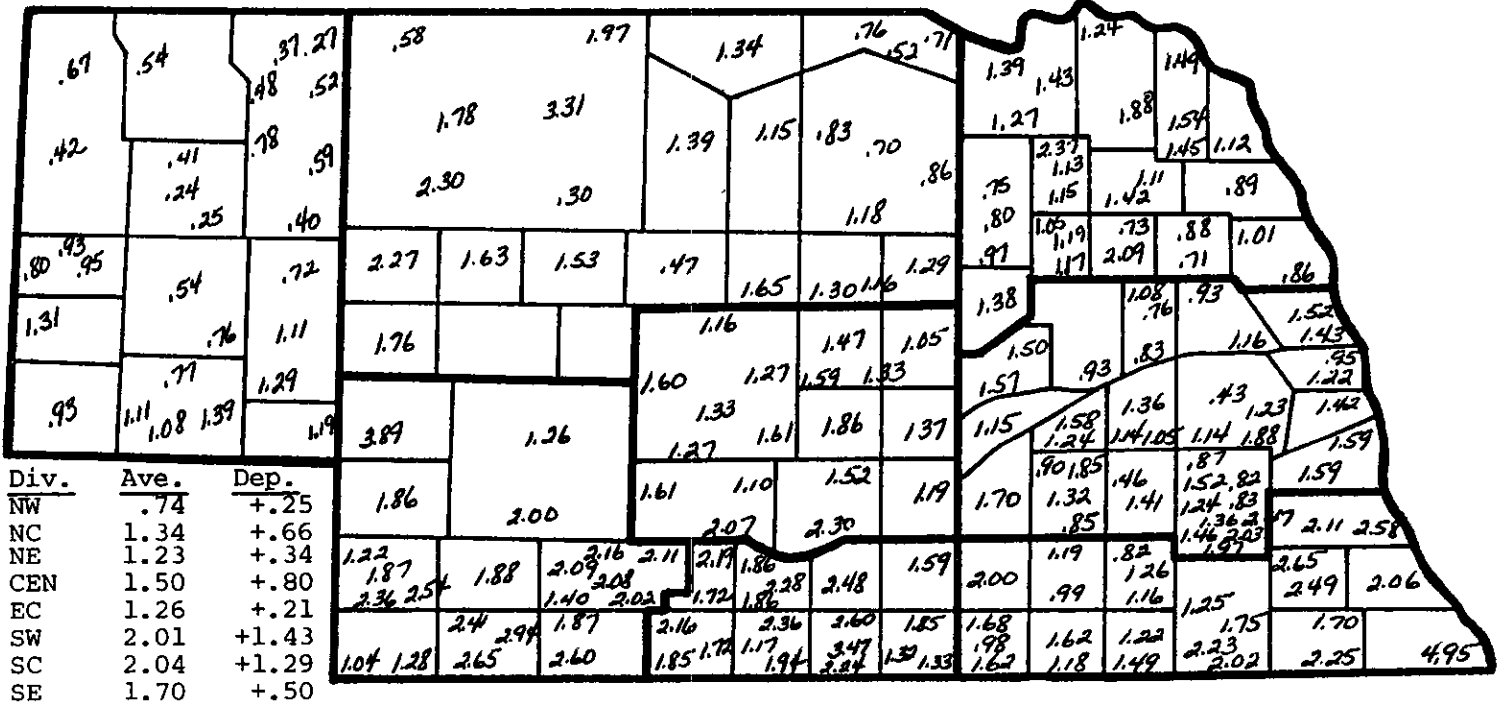 .67 .54 .37 .27 .58 1.97 1.34 .76 .52 .71 1.24
.48 .52 1.39 1.43 1.49
1.78 3.31 1.27 1.88 1.54
.42 .78 .59 1.39 1.15 .83 .70 1.45 1.12
.41 2.37 1.13
.24 2.30 .30 .86 .75 1.15 1.42 1.11 .89
.25 .40 1.18 .80
.97 1.05 1.19 1.17 .73 2.09 .88 .71 1.01 .86
.80 .93 .95 .54 .72 2.27 1.63 1.53 .47 1.65 1.30 1.16 1.29
1.38 1.08 .76 .93 1.52 1.43
1.31 .76 1.11 1.76 1.16 1.47 1.05 1.50 .83 1.16
.77 1.29 1.60 1.27 1.59 1.33 1.57 .93 .95 1.22
.93 1.11 1.08 1.39 1.19 3.89 1.26 1.33 1.27 1.61 1.86 1.37 1.15 1.58 1.24 1.36 1.14 1.05 .43 1.23 1.14 1.88 1.42 1.59
1.86 2.00 1.61 1.10 2.07 1.52 2.30 1.19 1.70 .90 1.85 1.32 .85 .46 1.41 .87 1.52 .82 1.24 .83 1.36 1.46 2.03 1.97 1.59
2.11 2.58
1.22 1.87 2.36 2.54 1.88 2.16 2.11 2.09 2.08 1.40 2.02 2.19 1.72 1.86 2.28 1.86 2.48 1.59 2.00 1.19 .99 .82 1.26 1.16 2.65 2.49 2.06
1.04 1.28 2.41 2.94 2.65 1.87 2.60 2.16 1.85 1.72 2.36 1.17 1.94 2.60 3.47 2.24 1.85 1.32 1.33 1.68 .98 1.62 1.62 1.18 1.22 1.49 1.25 1.75 2.23 2.02 1.70 2.25 4.95
Div. Ave. Dep.
NW .74 +.25
NC 1.34 +.66
NE 1.23 +.34
CEN 1.50 +.80
EC 1.26 +.21
SW 2.01 +1.43
SC 2.04 +1.29
SE 1.70 +.50